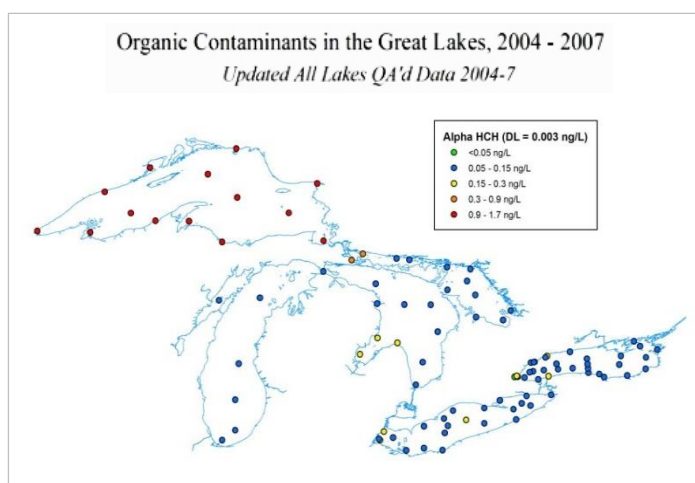 Organic Contaminants in the Great Lakes, 2004 - 2007
Updated All Lakes QA'd Data 2004-7
Alpha HCH (DL = 0.003 ng/L)
<0.05 ng/L
0.05 - 0.15 ng/L
0.15 - 0.3 ng/L
0.3 - 0.9 ng/L
0.9 - 1.7 ng/L